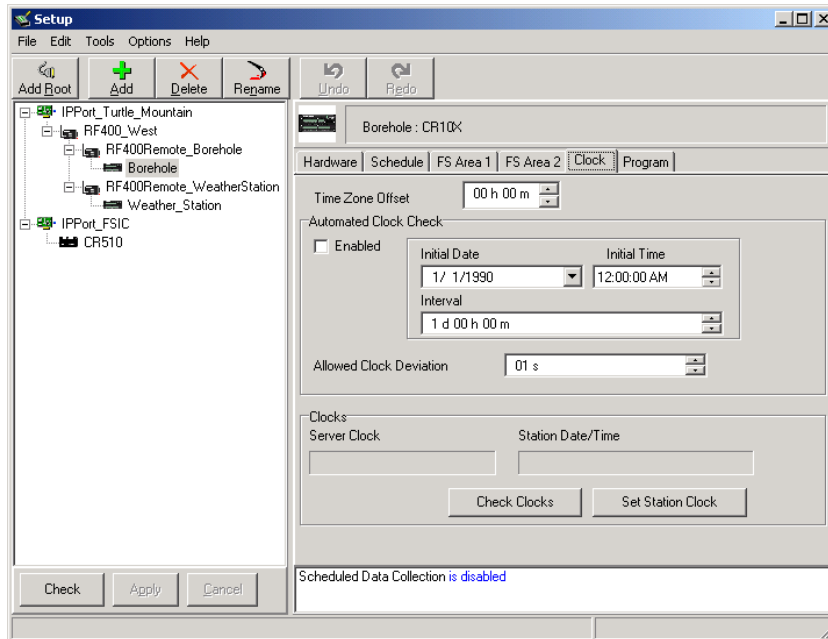 Setup
File Edit Tools Options Help
Add Root Add Delete Rename Undo Redo
IPPort_Turtle_Mountain
RF400_West
RF400Remote_Borehole
Borehole
RF400Remote_WeatherStation
Weather_Station
IPPort_FSIC
CR510
Borehole : CR10X
Hardware Schedule FS Area 1 FS Area 2 Clock Program
Time Zone Offset 00 h 00 m
Automated Clock Check
Enabled
Initial Date Initial Time
1/ 1/1990 12:00:00 AM
Interval
1 d 00 h 00 m
Allowed Clock Deviation 01 s
Clocks
Server Clock Station Date/Time
Check Clocks Set Station Clock
Check Apply Cancel
Scheduled Data Collection is disabled